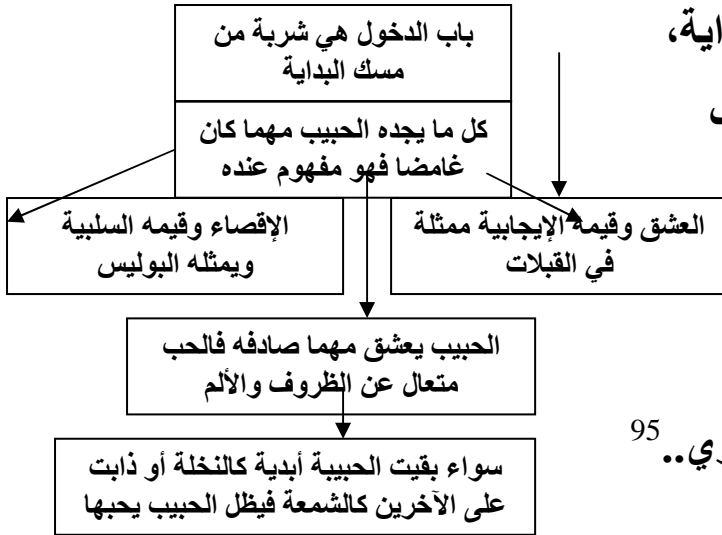 باب الدخول هي شربة من
مسك البداية
كل ما يجده الحبيب مهما كان
غامضا فهو مفهوم عنده
العشق وقيمه الإيجابية ممثلة
في القبلات
الإقصاء وقيمه السلبية
ويمثله البوليس
الحبيب يعشق مهما صادفه فالحب
متعال عن الظروف والألم
سواء بقيت الحبيبة أبدية كالنخلة أو ذابت
على الآخرين كالشمعة فيظل الحبيب يحبها
95